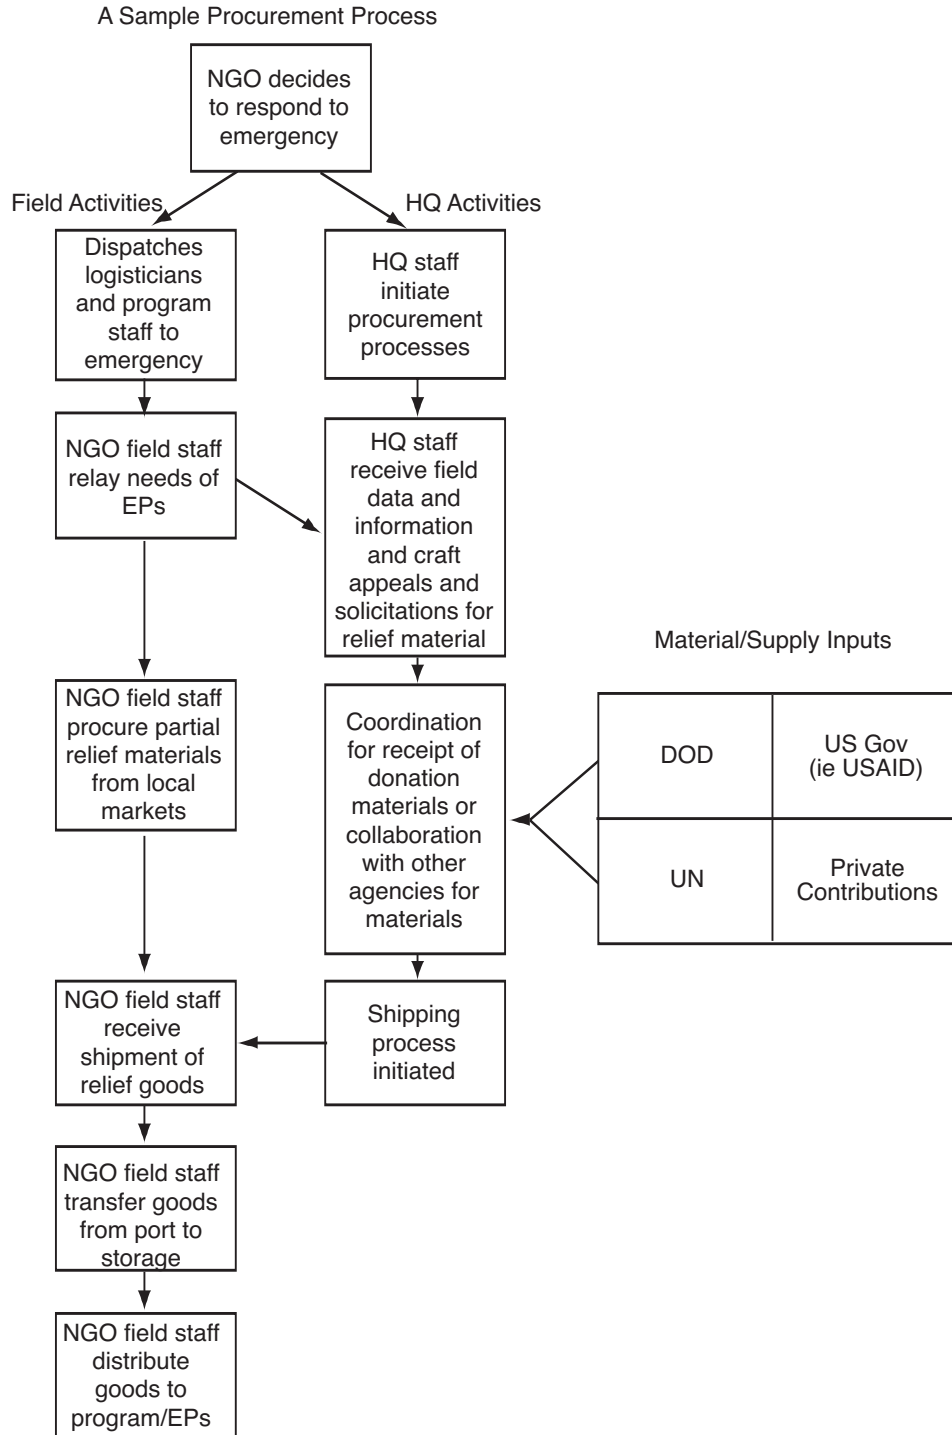 A Sample Procurement Process
NGO decides
to respond to
emergency
Field Activities
HQ Activities
Dispatches
logisticians
and program
staff to
emergency
HQ staff
initiate
procurement
processes
NGO field staff
relay needs of
EPs
HQ staff
receive field
data and
information
and craft
appeals and
solicitations for
relief material
Material/Supply Inputs
NGO field staff
procure partial
relief materials
from local
markets
Coordination
for receipt of
donation
materials or
collaboration
with other
agencies for
materials
DOD
US Gov
(ie USAID)
UN
Private
Contributions
NGO field staff
receive
shipment of
relief goods
Shipping
process
initiated
NGO field staff
transfer goods
from port to
storage
NGO field staff
distribute
goods to
program/EPs